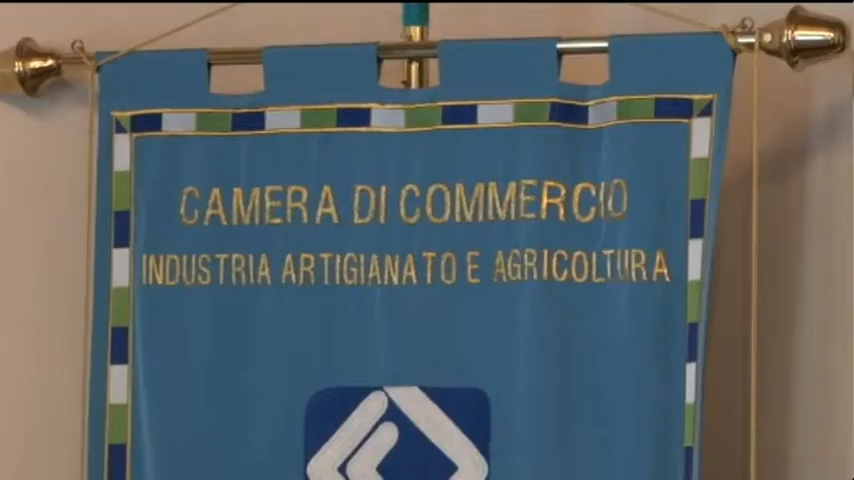 CAMERA DI COMMERCIO
INDUSTRIA ARTIGIANATO E AGRICOLTURA